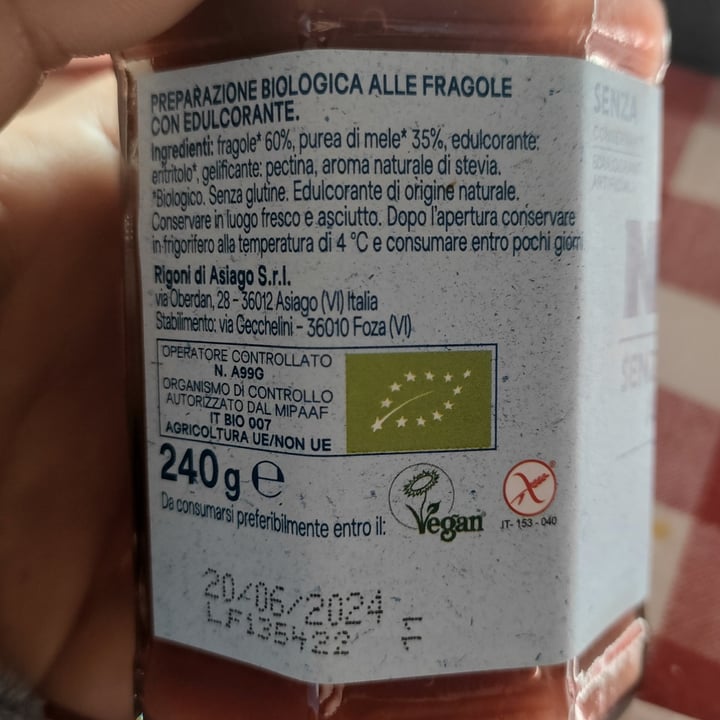 PREPARAZIONE BIOLOGICA ALLE FRAGOLE
CON EDULCORANTE.
Ingredienti: fragole* 60%, purea di mele* 35%, edulcorante:
eritritolo*, gelificante: pectina, aroma naturale di stevia.
*Biologico. Senza glutine. Edulcorante di origine naturale.
Conservare in luogo fresco e asciutto. Dopo l'apertura conservare
in frigorifero alla temperatura di 4 °C e consumare entro pochi giorni
Rigoni di Asiago S.r.l.
via Oberdan, 28 - 36012 Asiago (VI) Italia
Stabilimento: via Gecchelini - 36010 Foza (VI)
OPERATORE CONTROLLATO
N. A99G
ORGANISMO DI CONTROLLO
AUTORIZZATO DAL MIPAAF
IT BIO 007
AGRICOLTURA UE/NON UE
240 g e
Da consumarsi preferibilmente entro il:
Vegan
IT-153-040
20/06/2024
LF135422
11
SENZA